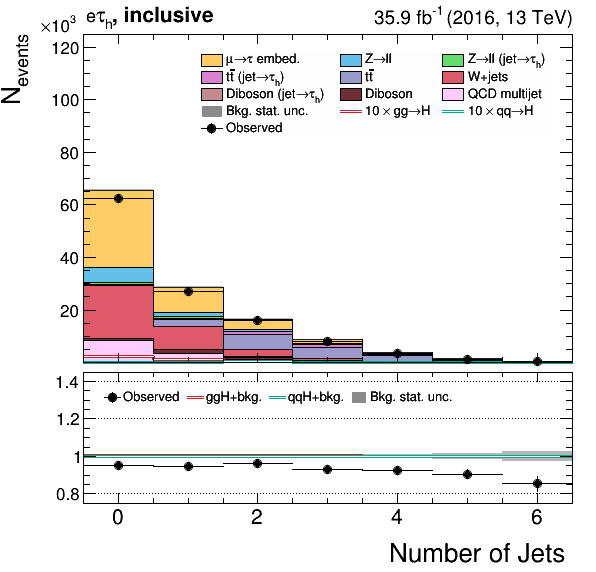 ×10³ eτₕ, inclusive 35.9 fb⁻¹ (2016, 13 TeV)
N_events
120
100
80
60
40
20
μ→τ embed. Z→ll Z→ll (jet→τₕ)
tt̄ (jet→τₕ) tt̄ W+jets
Diboson (jet→τₕ) Diboson QCD multijet
Bkg. stat. unc. 10 × gg→H 10 × qq→H
Observed
1.4
1.2
1
0.8
Observed ggH+bkg. qqH+bkg. Bkg. stat. unc.
0 2 4 6
Number of Jets